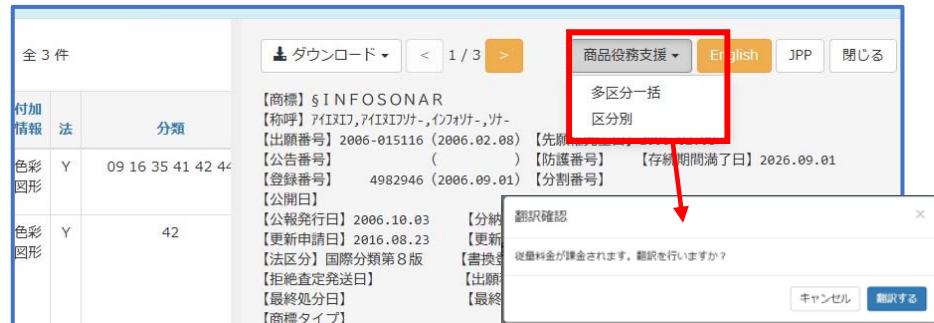 全 3 件
ダウンロード
<
1 / 3
>
商品役務支援
English
JPP
閉じる
多区分一括
区分別
付加情報
法
分類
色彩図形
Y
09 16 35 41 42 44
色彩図形
Y
42
【商標】§INFOSONAR
【称呼】ｱｲｴﾇｴﾌ,ｱｲｴﾇｴﾌｿﾅｰ,ｲﾝﾌｫｿﾅｰ,ｿﾅｰ
【出願番号】2006-015116 (2006.02.08)
【公告番号】 ( ) 【防護番号】 【存続期間満了日】2026.09.01
【登録番号】 4982946 (2006.09.01) 【分割番号】
【公開日】
【公報発行日】2006.10.03 【分納
【更新申請日】2016.08.23 【更新
【法区分】国際分類第８版 【書換
【拒絶査定発送日】 【出願
【最終処分日】 【最終
【商標タイプ】
翻訳確認
×
従量料金が課金されます。翻訳を行いますか？
キャンセル
翻訳する